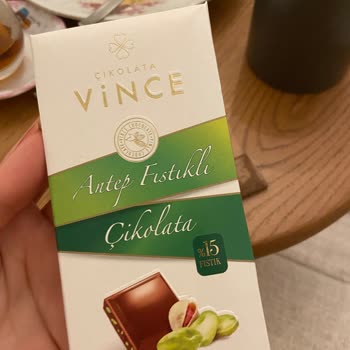 ÇİKOLATA
VİNCE
Antep Fıstıklı
Çikolata
%15
FISTIK